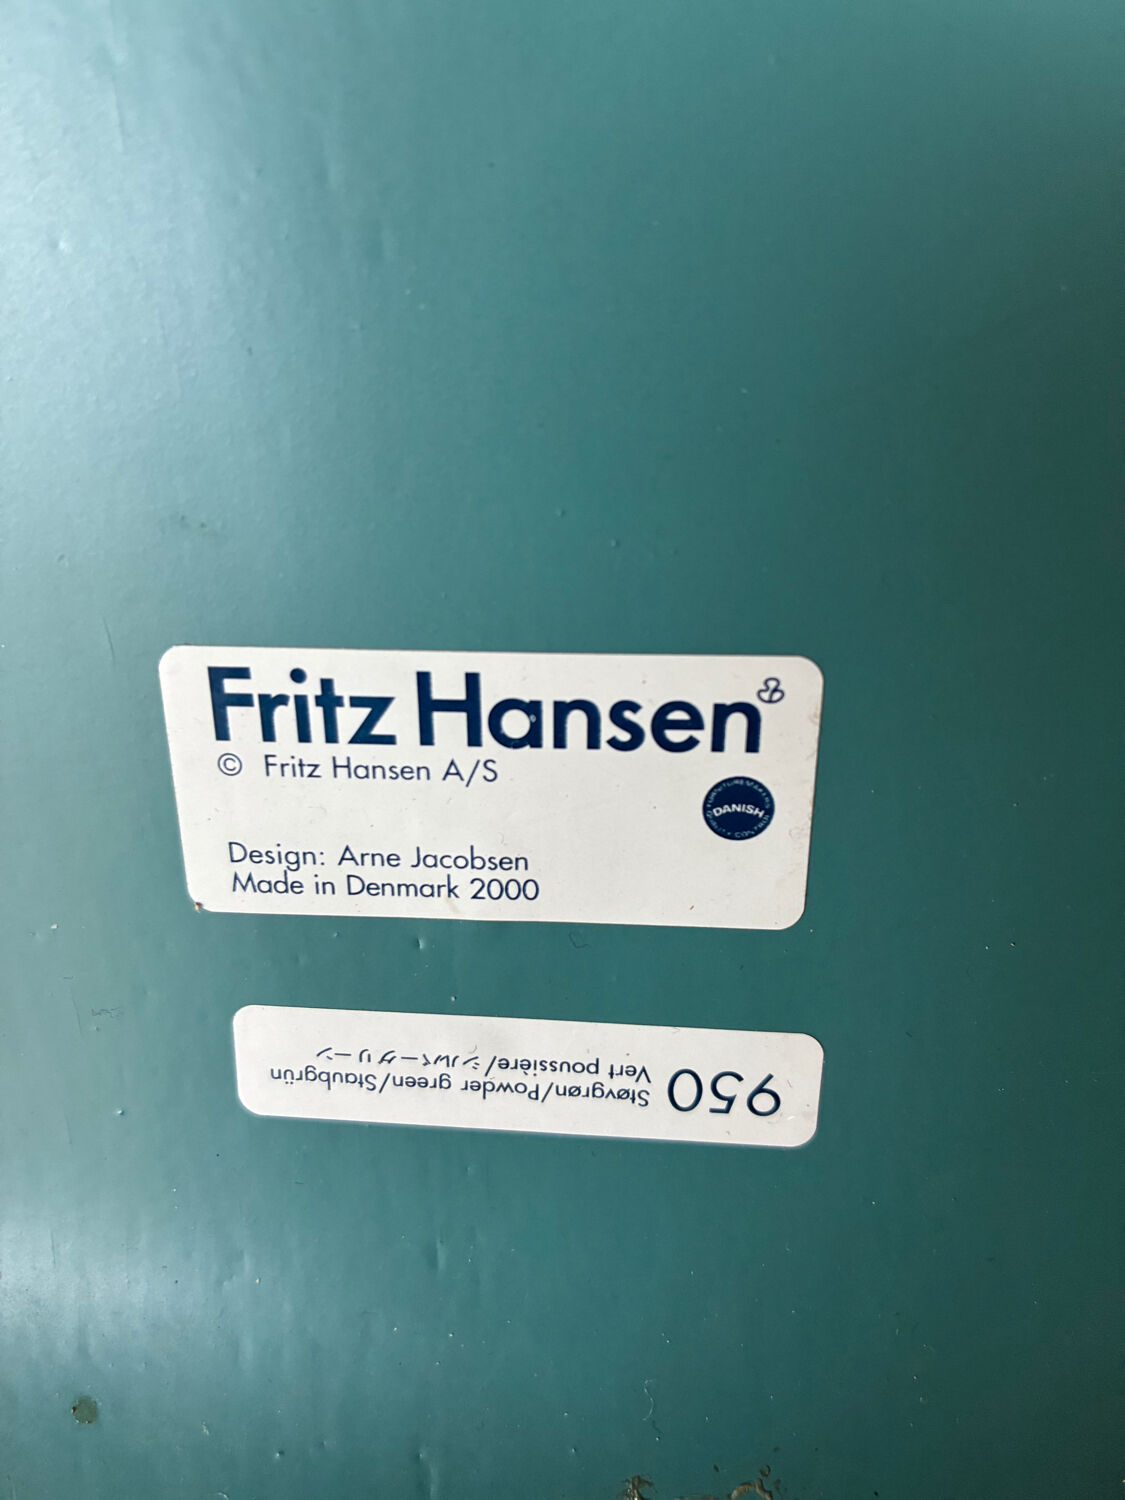 Fritz Hansen
© Fritz Hansen A/S
DANISH
Design: Arne Jacobsen
Made in Denmark 2000
950
Støvgrøn/Powder green/Staubgrün
Vert poussière/シルバーグリーン